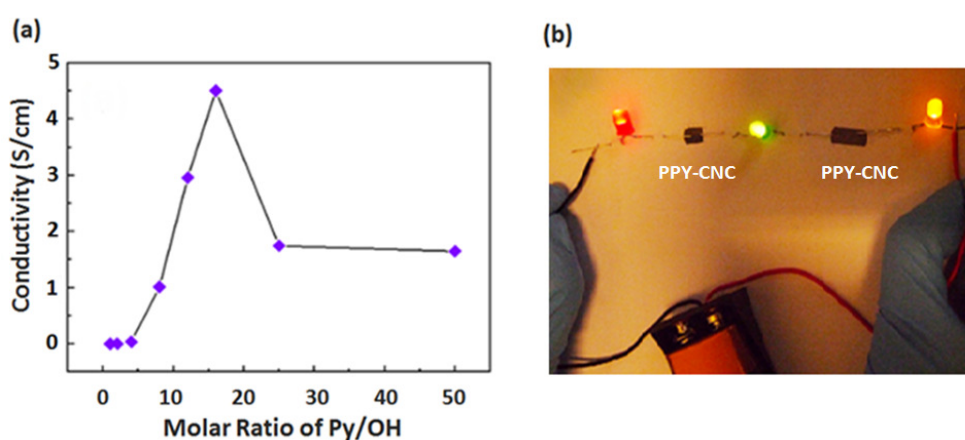 (a)
5
4
3
2
1
0
Conductivity (S/cm)
0 10 20 30 40 50
Molar Ratio of Py/OH
(b)
PPY-CNC PPY-CNC